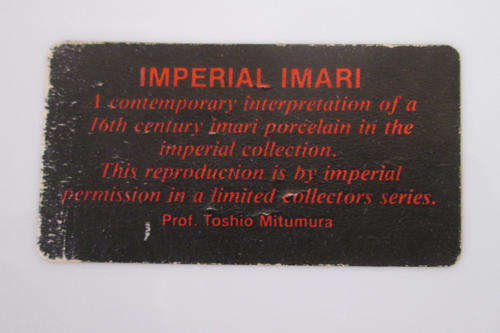 IMPERIAL IMARI
A contemporary interpretation of a
16th century imari porcelain in the
imperial collection.
This reproduction is by imperial
permission in a limited collectors series.
Prof. Toshio Mitumura